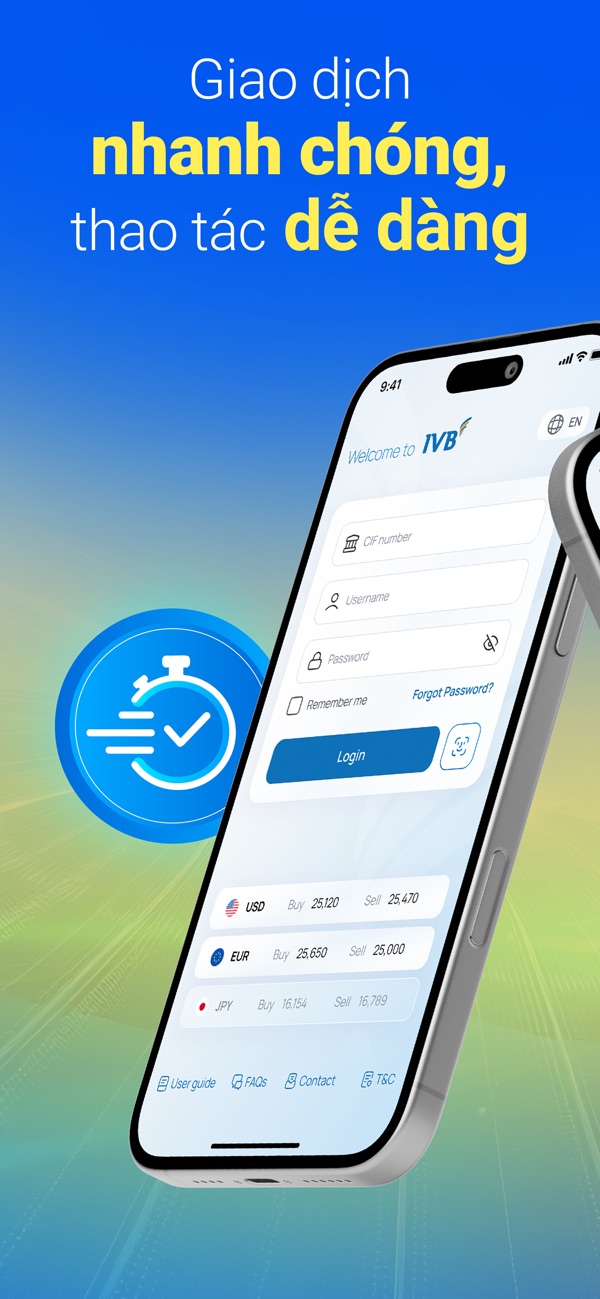 Giao dịch
nhanh chóng,
thao tác dễ dàng
9:41
Welcome to IVB
EN
CIF number
Username
Password
Remember me Forgot Password?
Login
USD Buy 25,120 Sell 25,470
EUR Buy 25,650 Sell 25,000
JPY Buy 16,154 Sell 16,789
User guide FAQs Contact T&C